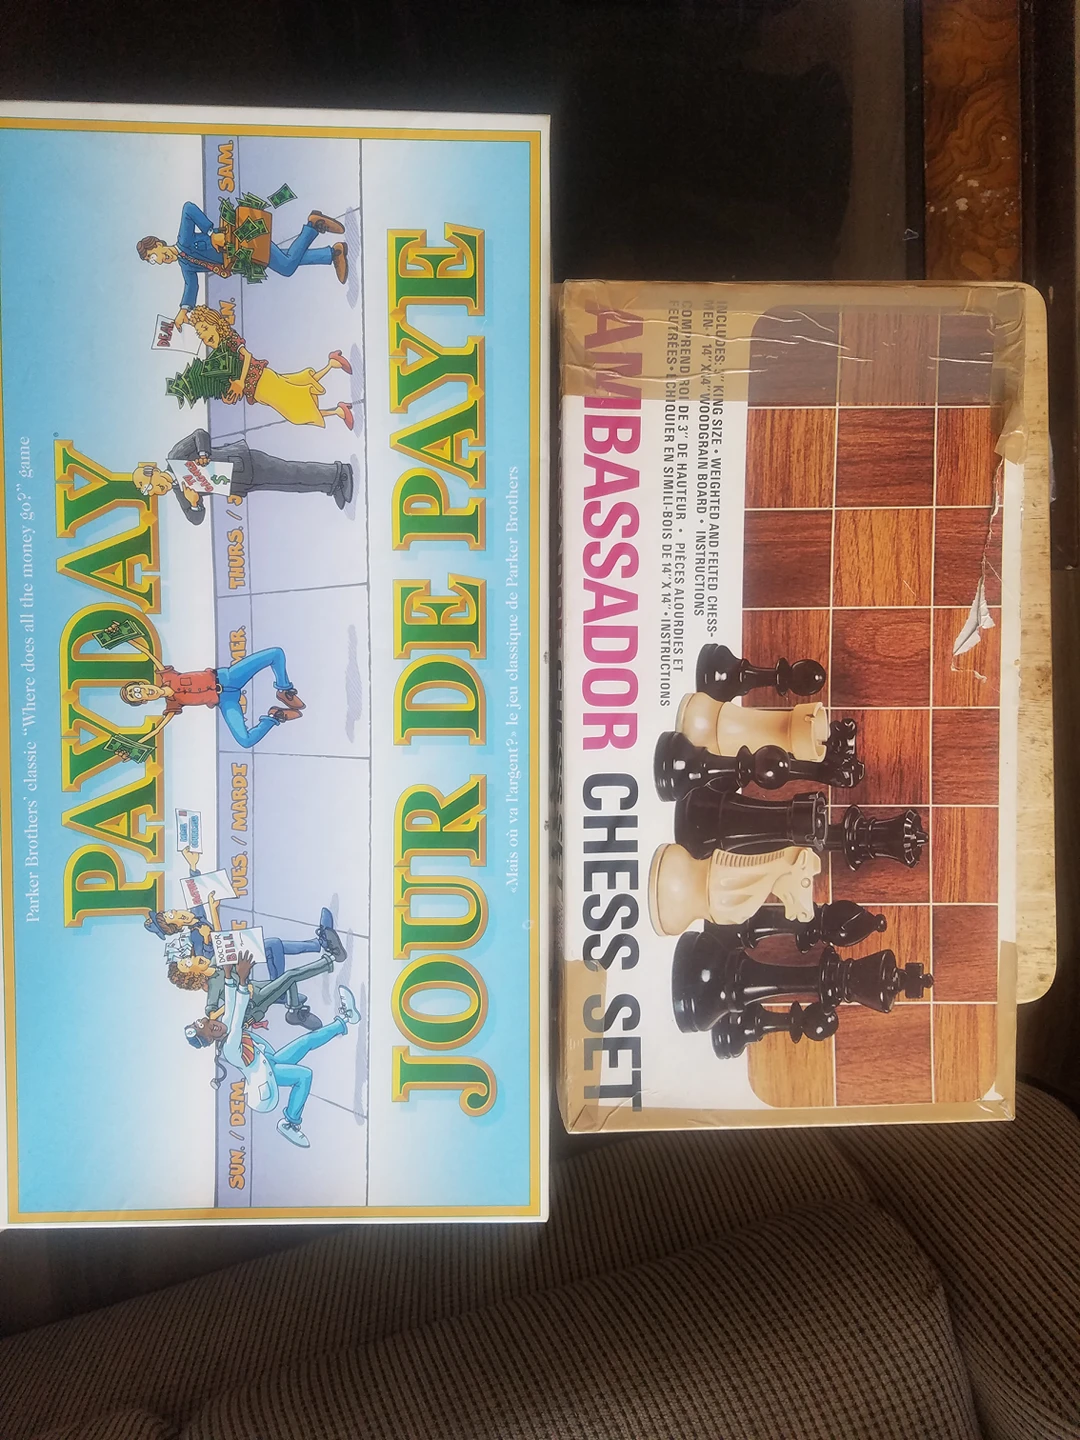 Parker Brothers' classic "Where does all the money go?" game
PAYDAY
DEAL
DOCTOR
BILL
SUN. / DIM.
TUES. / MARDI
MER.
THURS. /
SAM.
JOUR DE PAYE
«Mais où va l'argent?» le jeu classique de Parker Brothers
AMBASSADOR CHESS SET
INCLUDES: 3" KING SIZE • WEIGHTED AND FELTED CHESS-
MEN • 14"X14" WOODGRAIN BOARD • INSTRUCTIONS
COMPREND ROI DE 3" DE HAUTEUR • PIÈCES ALOURDIES ET
FEUTRÉES • ÉCHIQUIER EN SIMILI-BOIS DE 14"X14" • INSTRUCTIONS